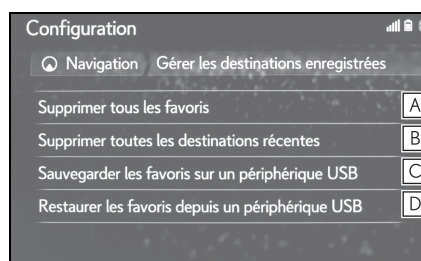 Configuration
Navigation Gérer les destinations enregistrées
Supprimer tous les favoris A
Supprimer toutes les destinations récentes B
Sauvegarder les favoris sur un périphérique USB C
Restaurer les favoris depuis un périphérique USB D